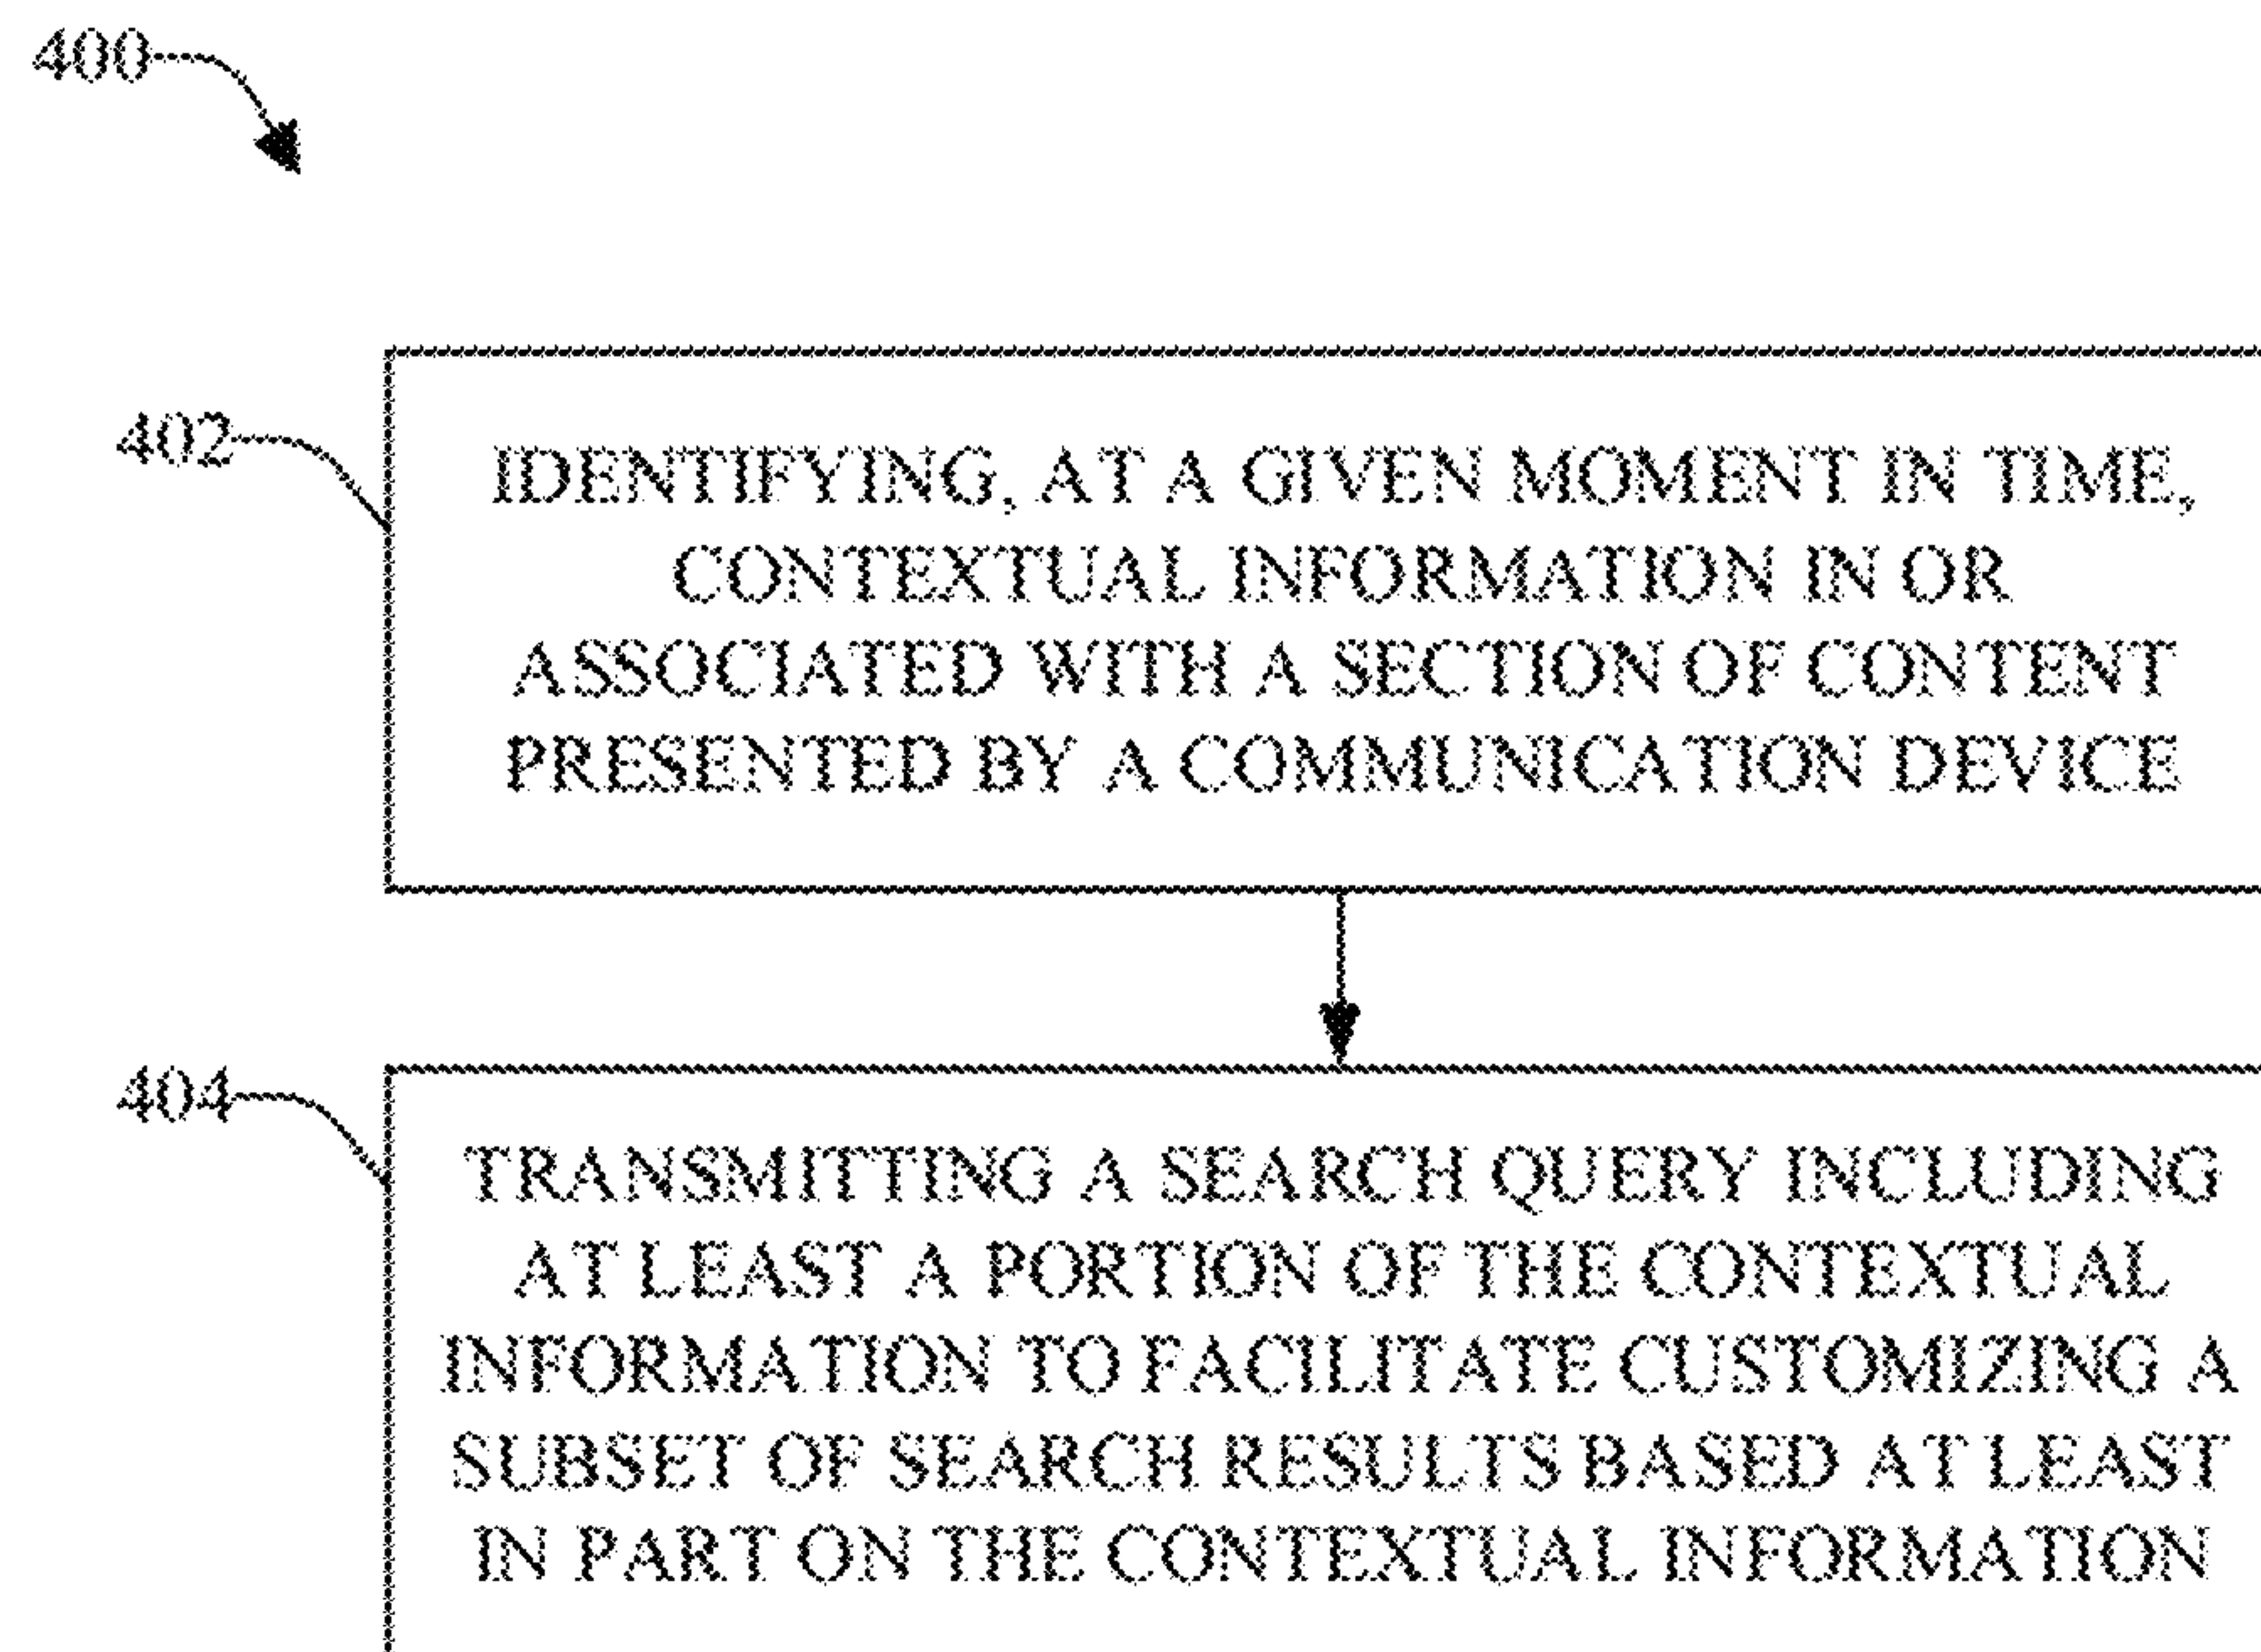 400
402
IDENTIFYING, AT A GIVEN MOMENT IN TIME,
CONTEXTUAL INFORMATION IN OR
ASSOCIATED WITH A SECTION OF CONTENT
PRESENTED BY A COMMUNICATION DEVICE
404
TRANSMITTING A SEARCH QUERY INCLUDING
AT LEAST A PORTION OF THE CONTEXTUAL
INFORMATION TO FACILITATE CUSTOMIZING A
SUBSET OF SEARCH RESULTS BASED AT LEAST
IN PART ON THE CONTEXTUAL INFORMATION